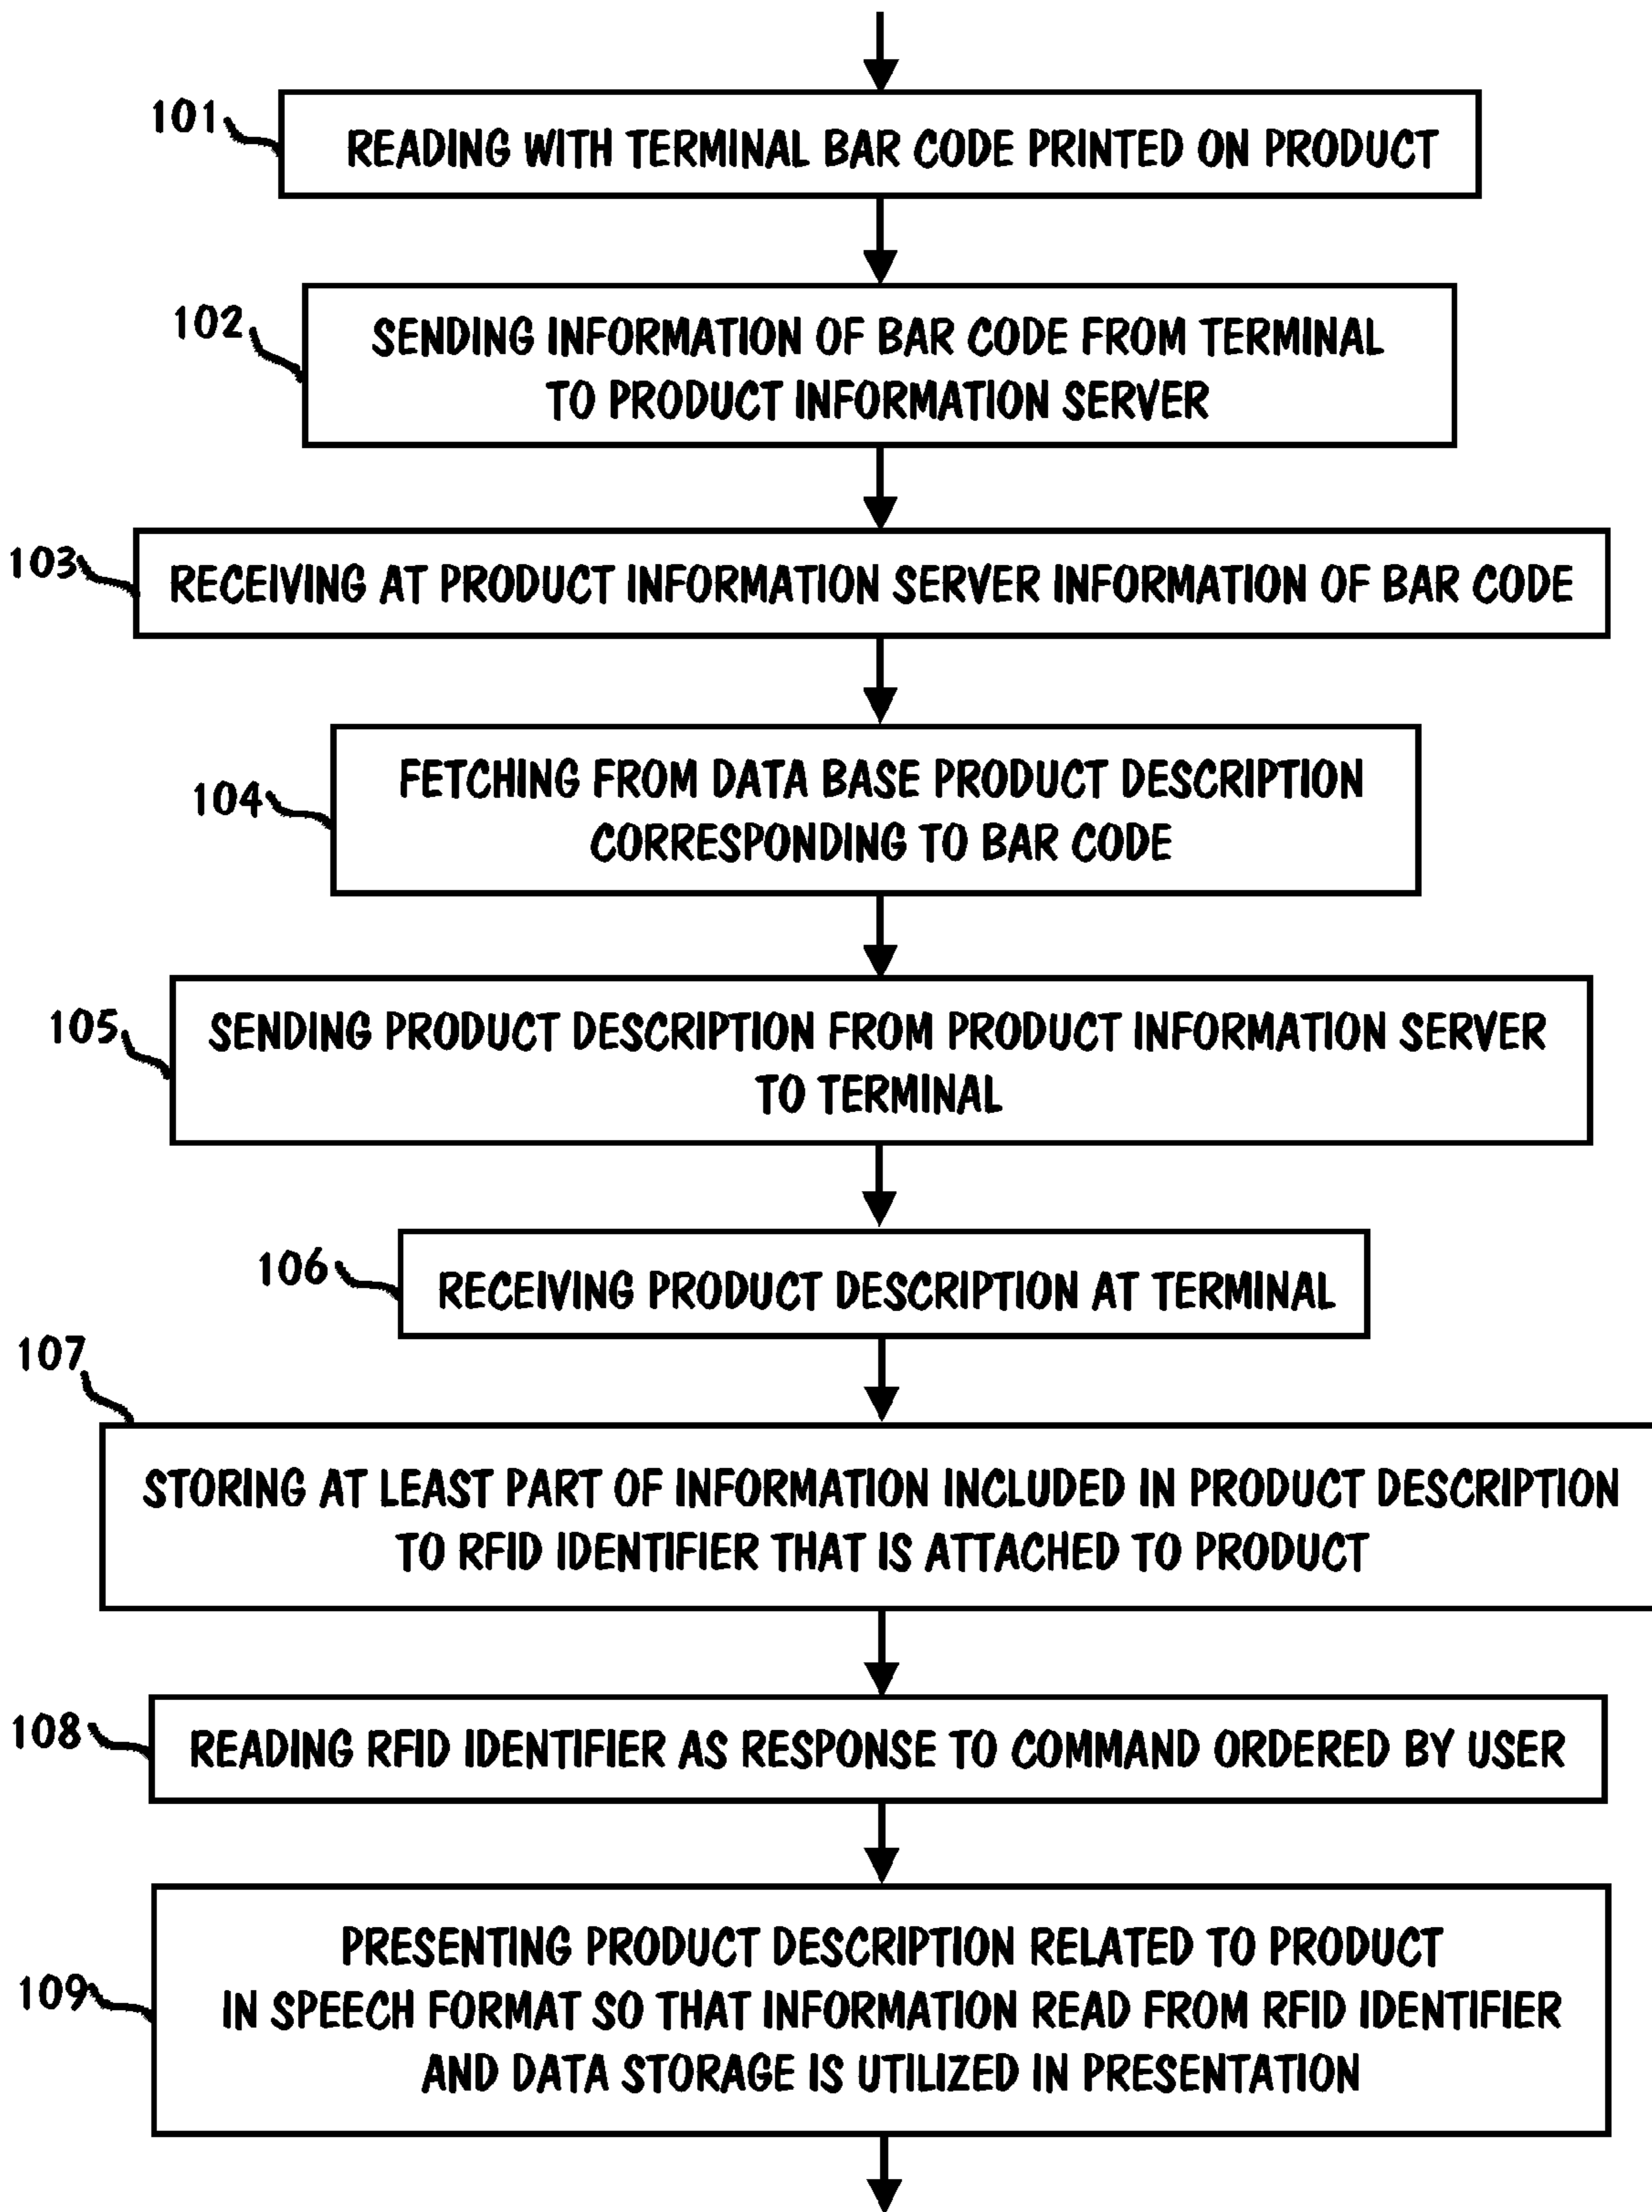 101
READING WITH TERMINAL BAR CODE PRINTED ON PRODUCT
102
SENDING INFORMATION OF BAR CODE FROM TERMINAL
TO PRODUCT INFORMATION SERVER
103
RECEIVING AT PRODUCT INFORMATION SERVER INFORMATION OF BAR CODE
104
FETCHING FROM DATA BASE PRODUCT DESCRIPTION
CORRESPONDING TO BAR CODE
105
SENDING PRODUCT DESCRIPTION FROM PRODUCT INFORMATION SERVER
TO TERMINAL
106
RECEIVING PRODUCT DESCRIPTION AT TERMINAL
107
STORING AT LEAST PART OF INFORMATION INCLUDED IN PRODUCT DESCRIPTION
TO RFID IDENTIFIER THAT IS ATTACHED TO PRODUCT
108
READING RFID IDENTIFIER AS RESPONSE TO COMMAND ORDERED BY USER
109
PRESENTING PRODUCT DESCRIPTION RELATED TO PRODUCT
IN SPEECH FORMAT SO THAT INFORMATION READ FROM RFID IDENTIFIER
AND DATA STORAGE IS UTILIZED IN PRESENTATION